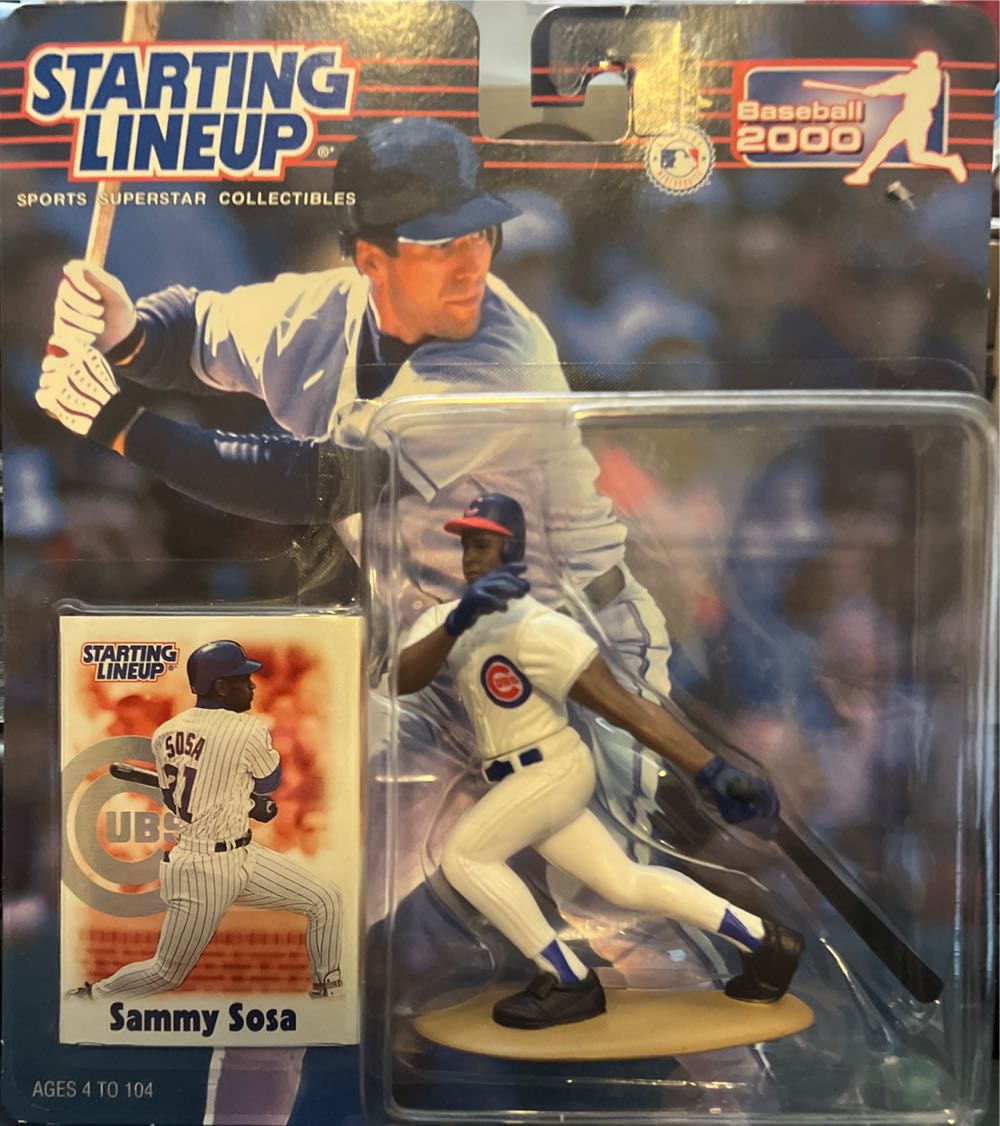 STARTING
LINEUP®
SPORTS SUPERSTAR COLLECTIBLES
Baseball
2000
C
CUBS
STARTING
LINEUP®
SOSA
21
CUBS
Sammy Sosa
AGES 4 TO 104